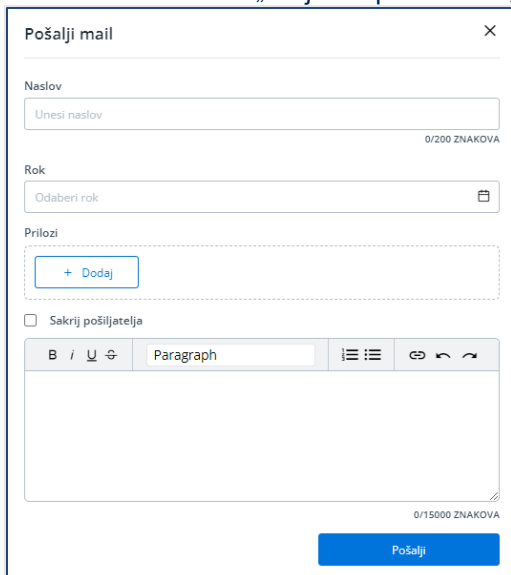 Pošalji mail
Naslov
Unesi naslov
0/200 ZNAKOVA
Rok
Odaberi rok
Prilozi
+ Dodaj
Sakrij pošiljatelja
B i U S Paragraph
0/15000 ZNAKOVA
Pošalji